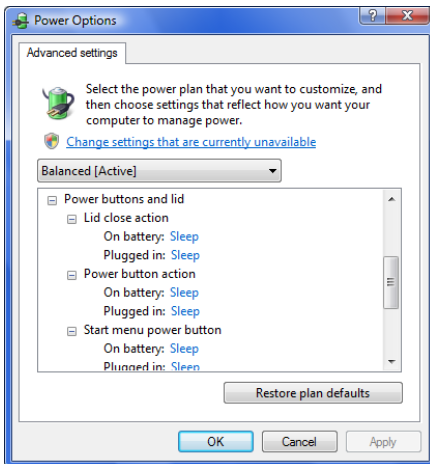 Power Options
Advanced settings
Select the power plan that you want to customize, and
then choose settings that reflect how you want your
computer to manage power.
Change settings that are currently unavailable
Balanced [Active]
Power buttons and lid
Lid close action
On battery: Sleep
Plugged in: Sleep
Power button action
On battery: Sleep
Plugged in: Sleep
Start menu power button
On battery: Sleep
Plugged in: Sleep
Restore plan defaults
OK Cancel Apply